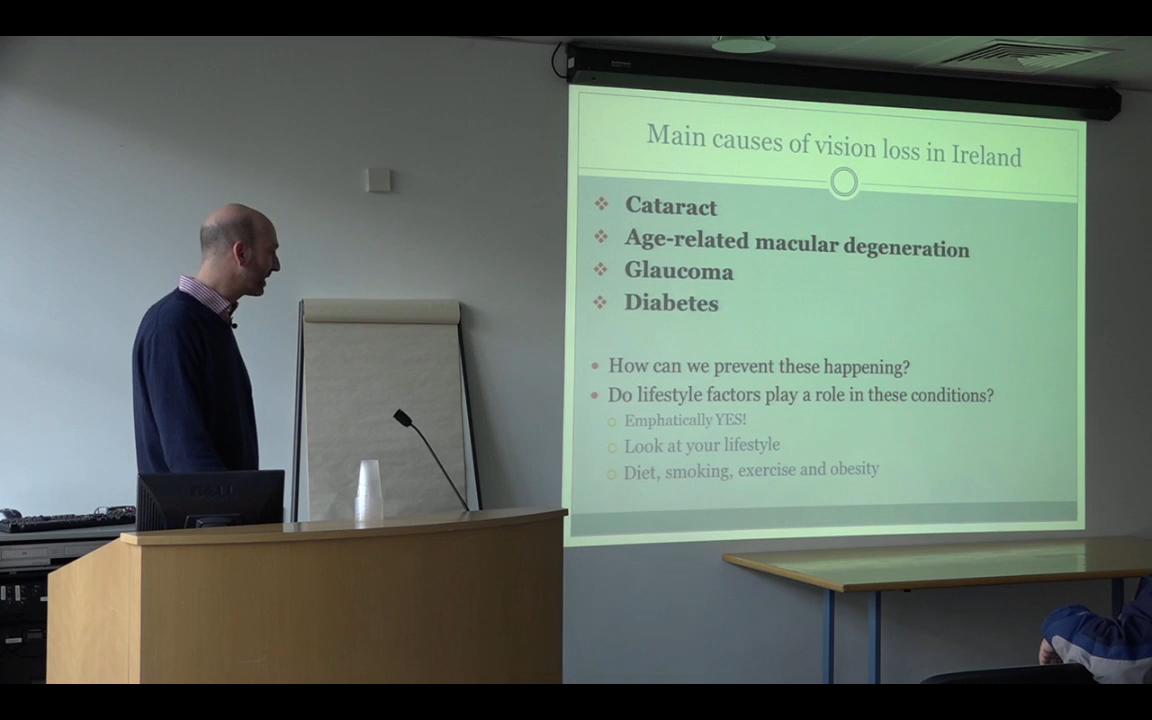 Main causes of vision loss in Ireland
Cataract
Age-related macular degeneration
Glaucoma
Diabetes
How can we prevent these happening?
Do lifestyle factors play a role in these conditions?
Emphatically YES!
Look at your lifestyle
Diet, smoking, exercise and obesity
DELL